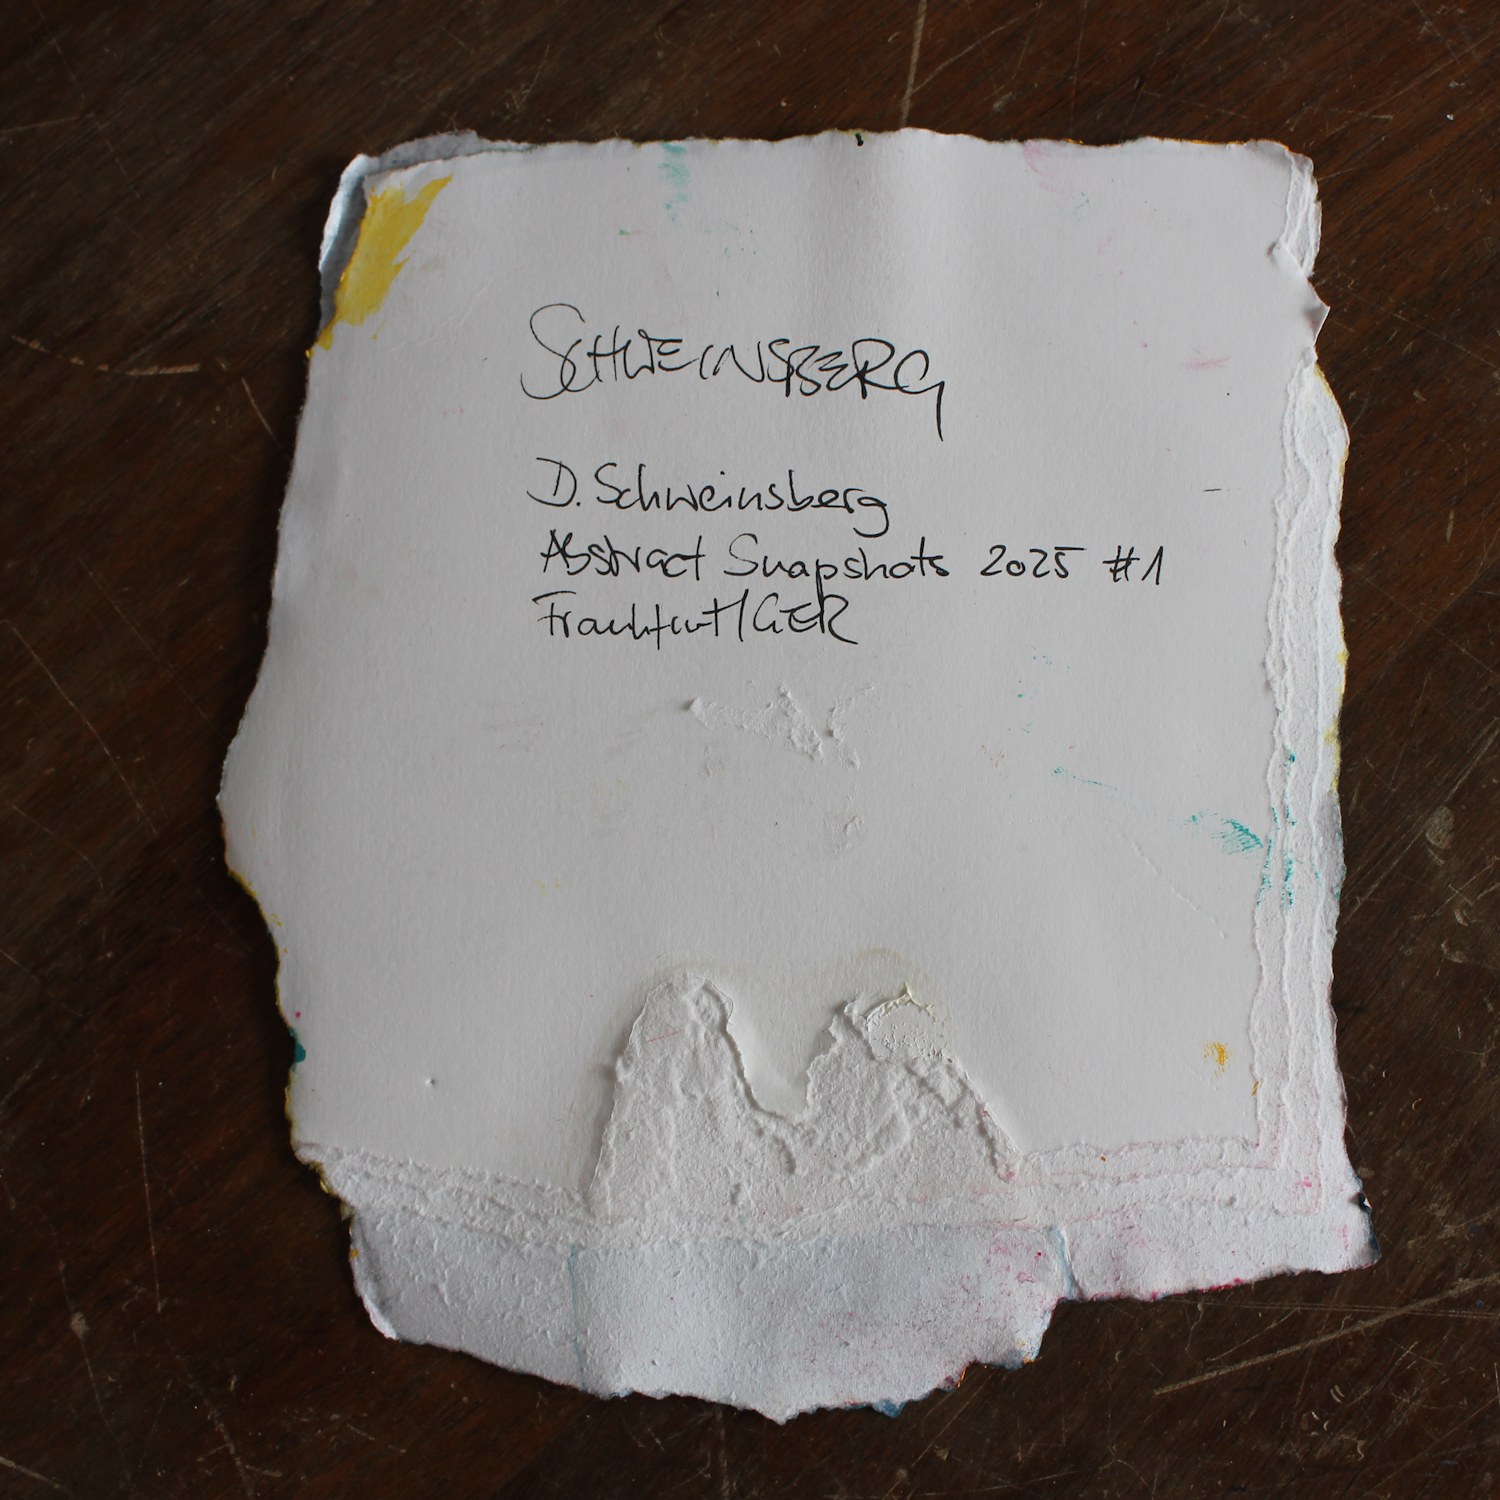 SCHWEINSBERG
D. Schweinsberg
Abstract Snapshots 2025 #1
Frankfurt/GER